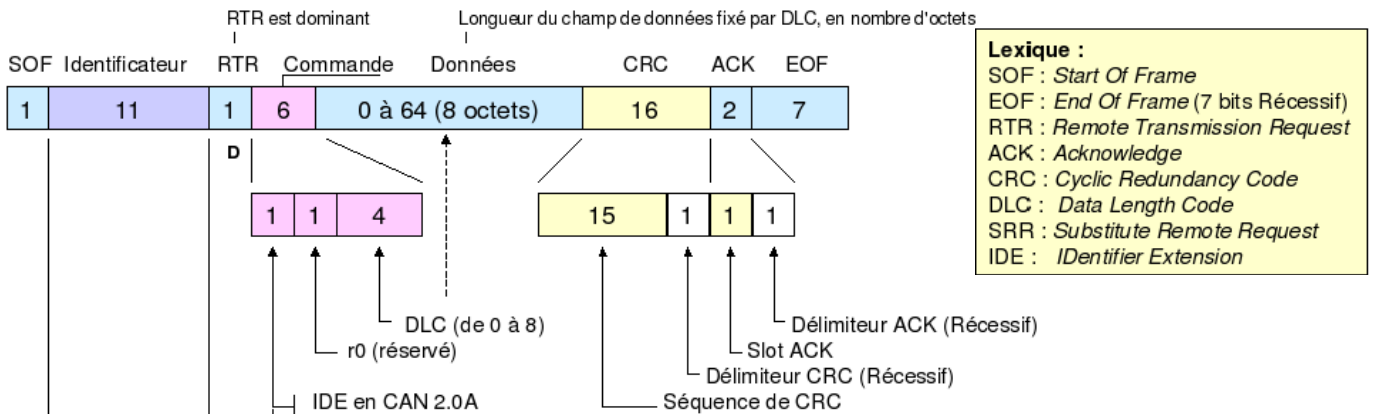 RTR est dominant
Longueur du champ de données fixé par DLC, en nombre d'octets
SOF Identificateur RTR Commande Données CRC ACK EOF
1 11 1 6 0 à 64 (8 octets) 16 2 7
D
1 1 4 15 1 1 1
DLC (de 0 à 8)
Délimiteur ACK (Récessif)
r0 (réservé)
Slot ACK
Délimiteur CRC (Récessif)
IDE en CAN 2.0A
Séquence de CRC
Lexique :
SOF : Start Of Frame
EOF : End Of Frame (7 bits Récessif)
RTR : Remote Transmission Request
ACK : Acknowledge
CRC : Cyclic Redundancy Code
DLC : Data Length Code
SRR : Substitute Remote Request
IDE : IDentifier Extension